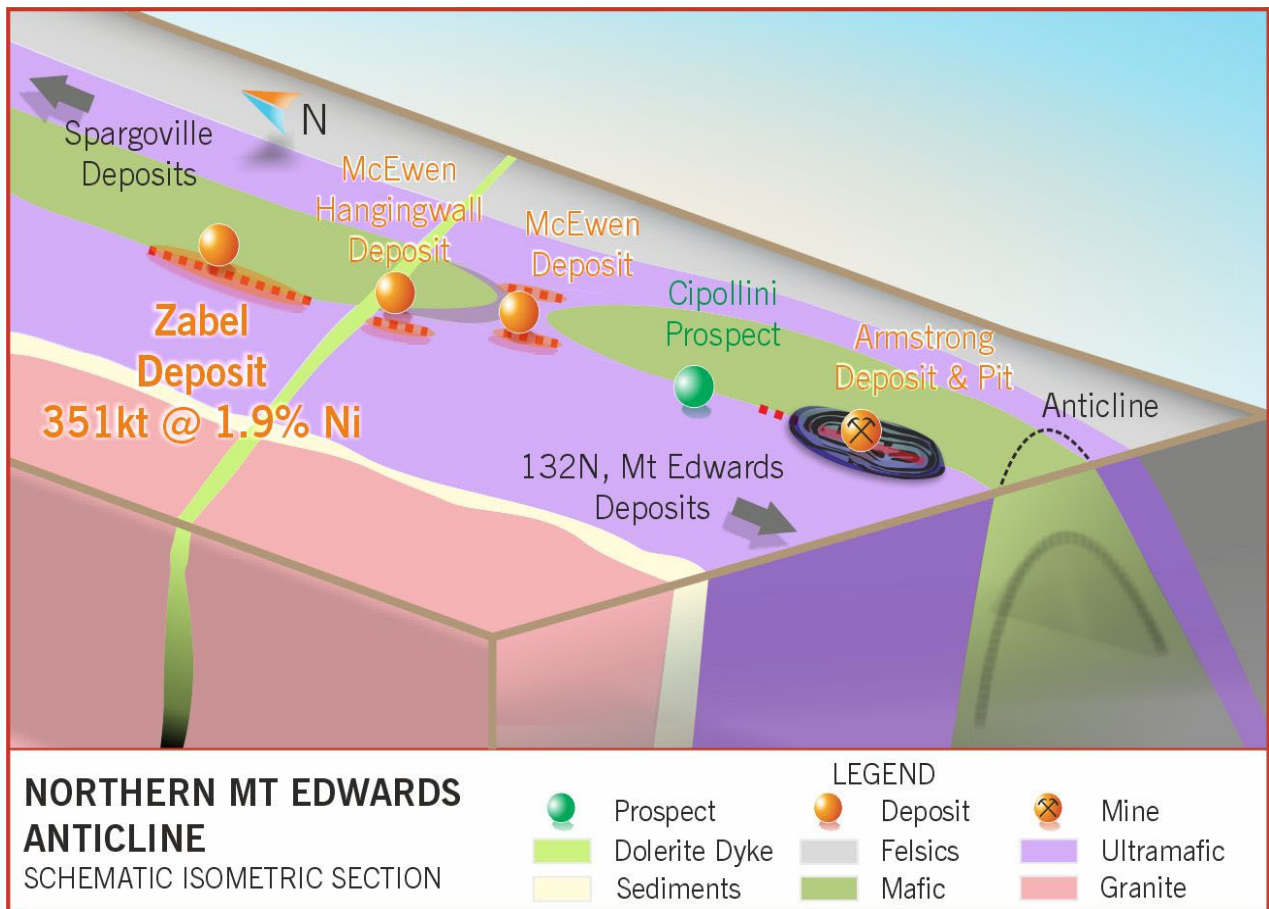 N
Spargoville
Deposits
McEwen
Hangingwall
Deposit
McEwen
Deposit
Cipollini
Prospect
Armstrong
Deposit & Pit
Anticline
Zabel
Deposit
351kt @ 1.9% Ni
132N, Mt Edwards
Deposits
NORTHERN MT EDWARDS
ANTICLINE
SCHEMATIC ISOMETRIC SECTION
LEGEND
Prospect
Deposit
Mine
Dolerite Dyke
Felsics
Ultramafic
Sediments
Mafic
Granite